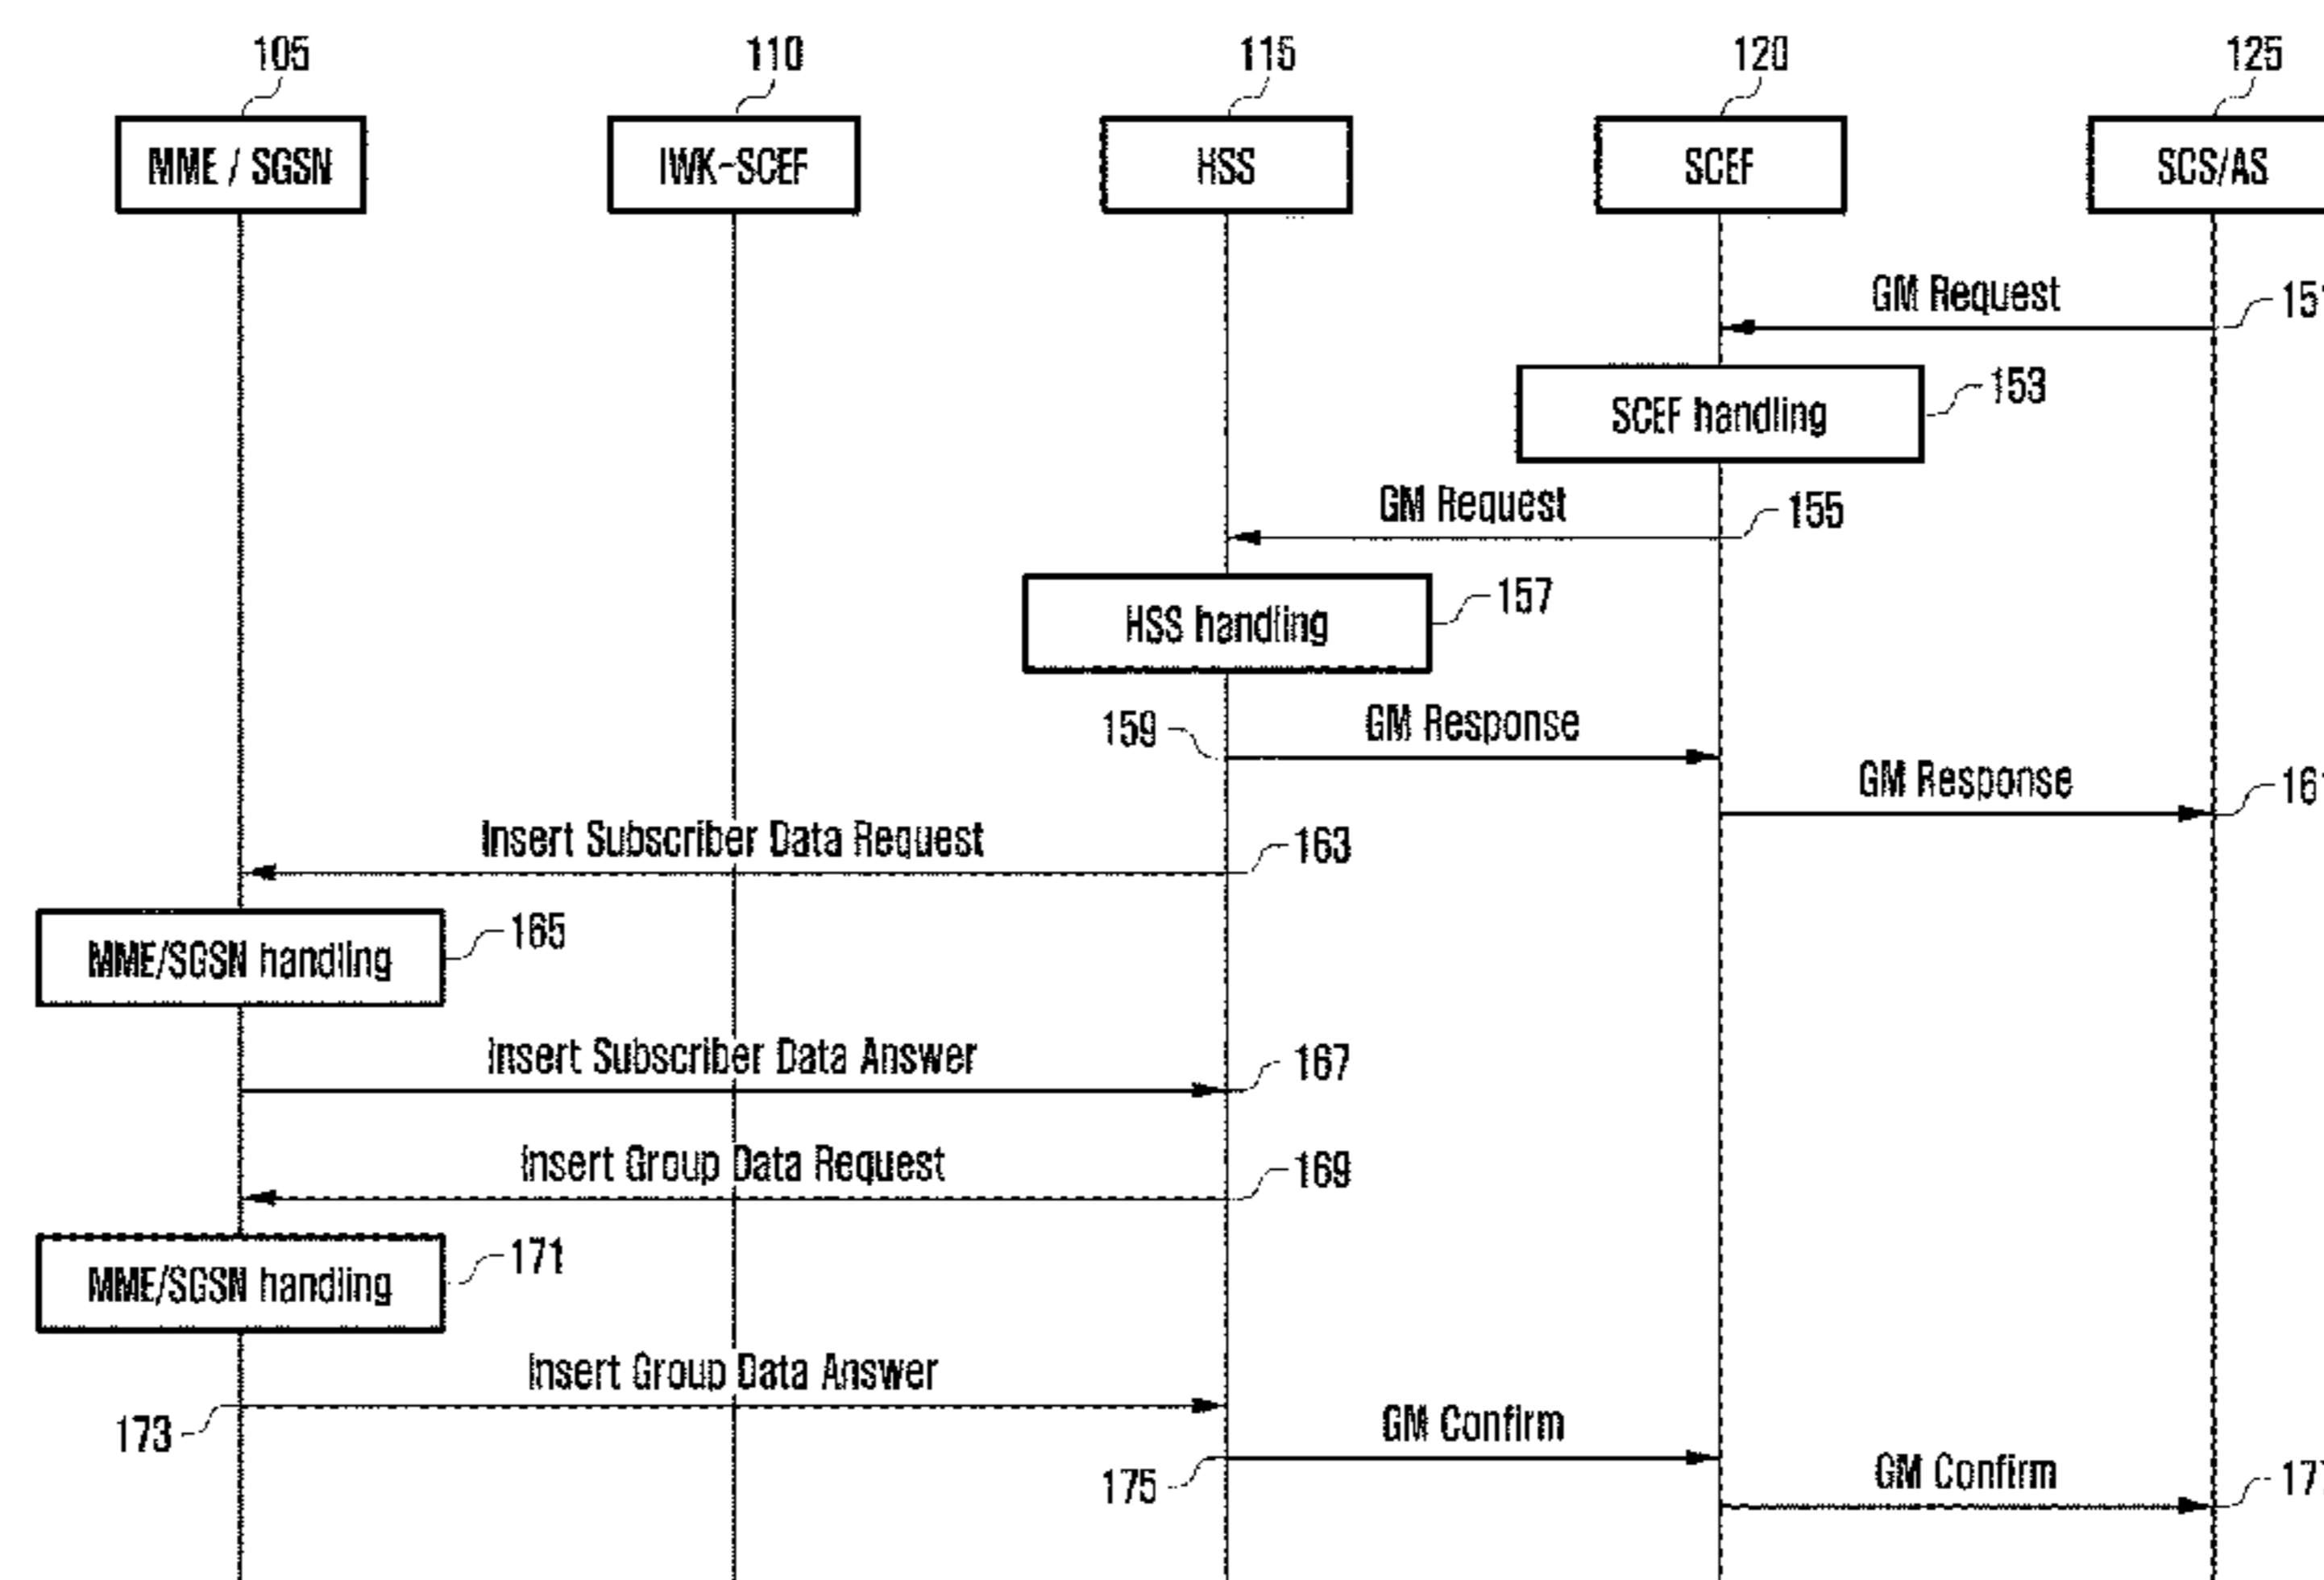 105 110 115 120 125
MME / SGSN IWK-SCEF HSS SCEF SCS/AS
GM Request 151
SCEF handling 153
GM Request 155
HSS handling 157
159 GM Response
GM Response 161
Insert Subscriber Data Request 163
MME/SGSN handling 165
Insert Subscriber Data Answer 167
Insert Group Data Request 169
MME/SGSN handling 171
Insert Group Data Answer
173
GM Confirm
175
GM Confirm 177